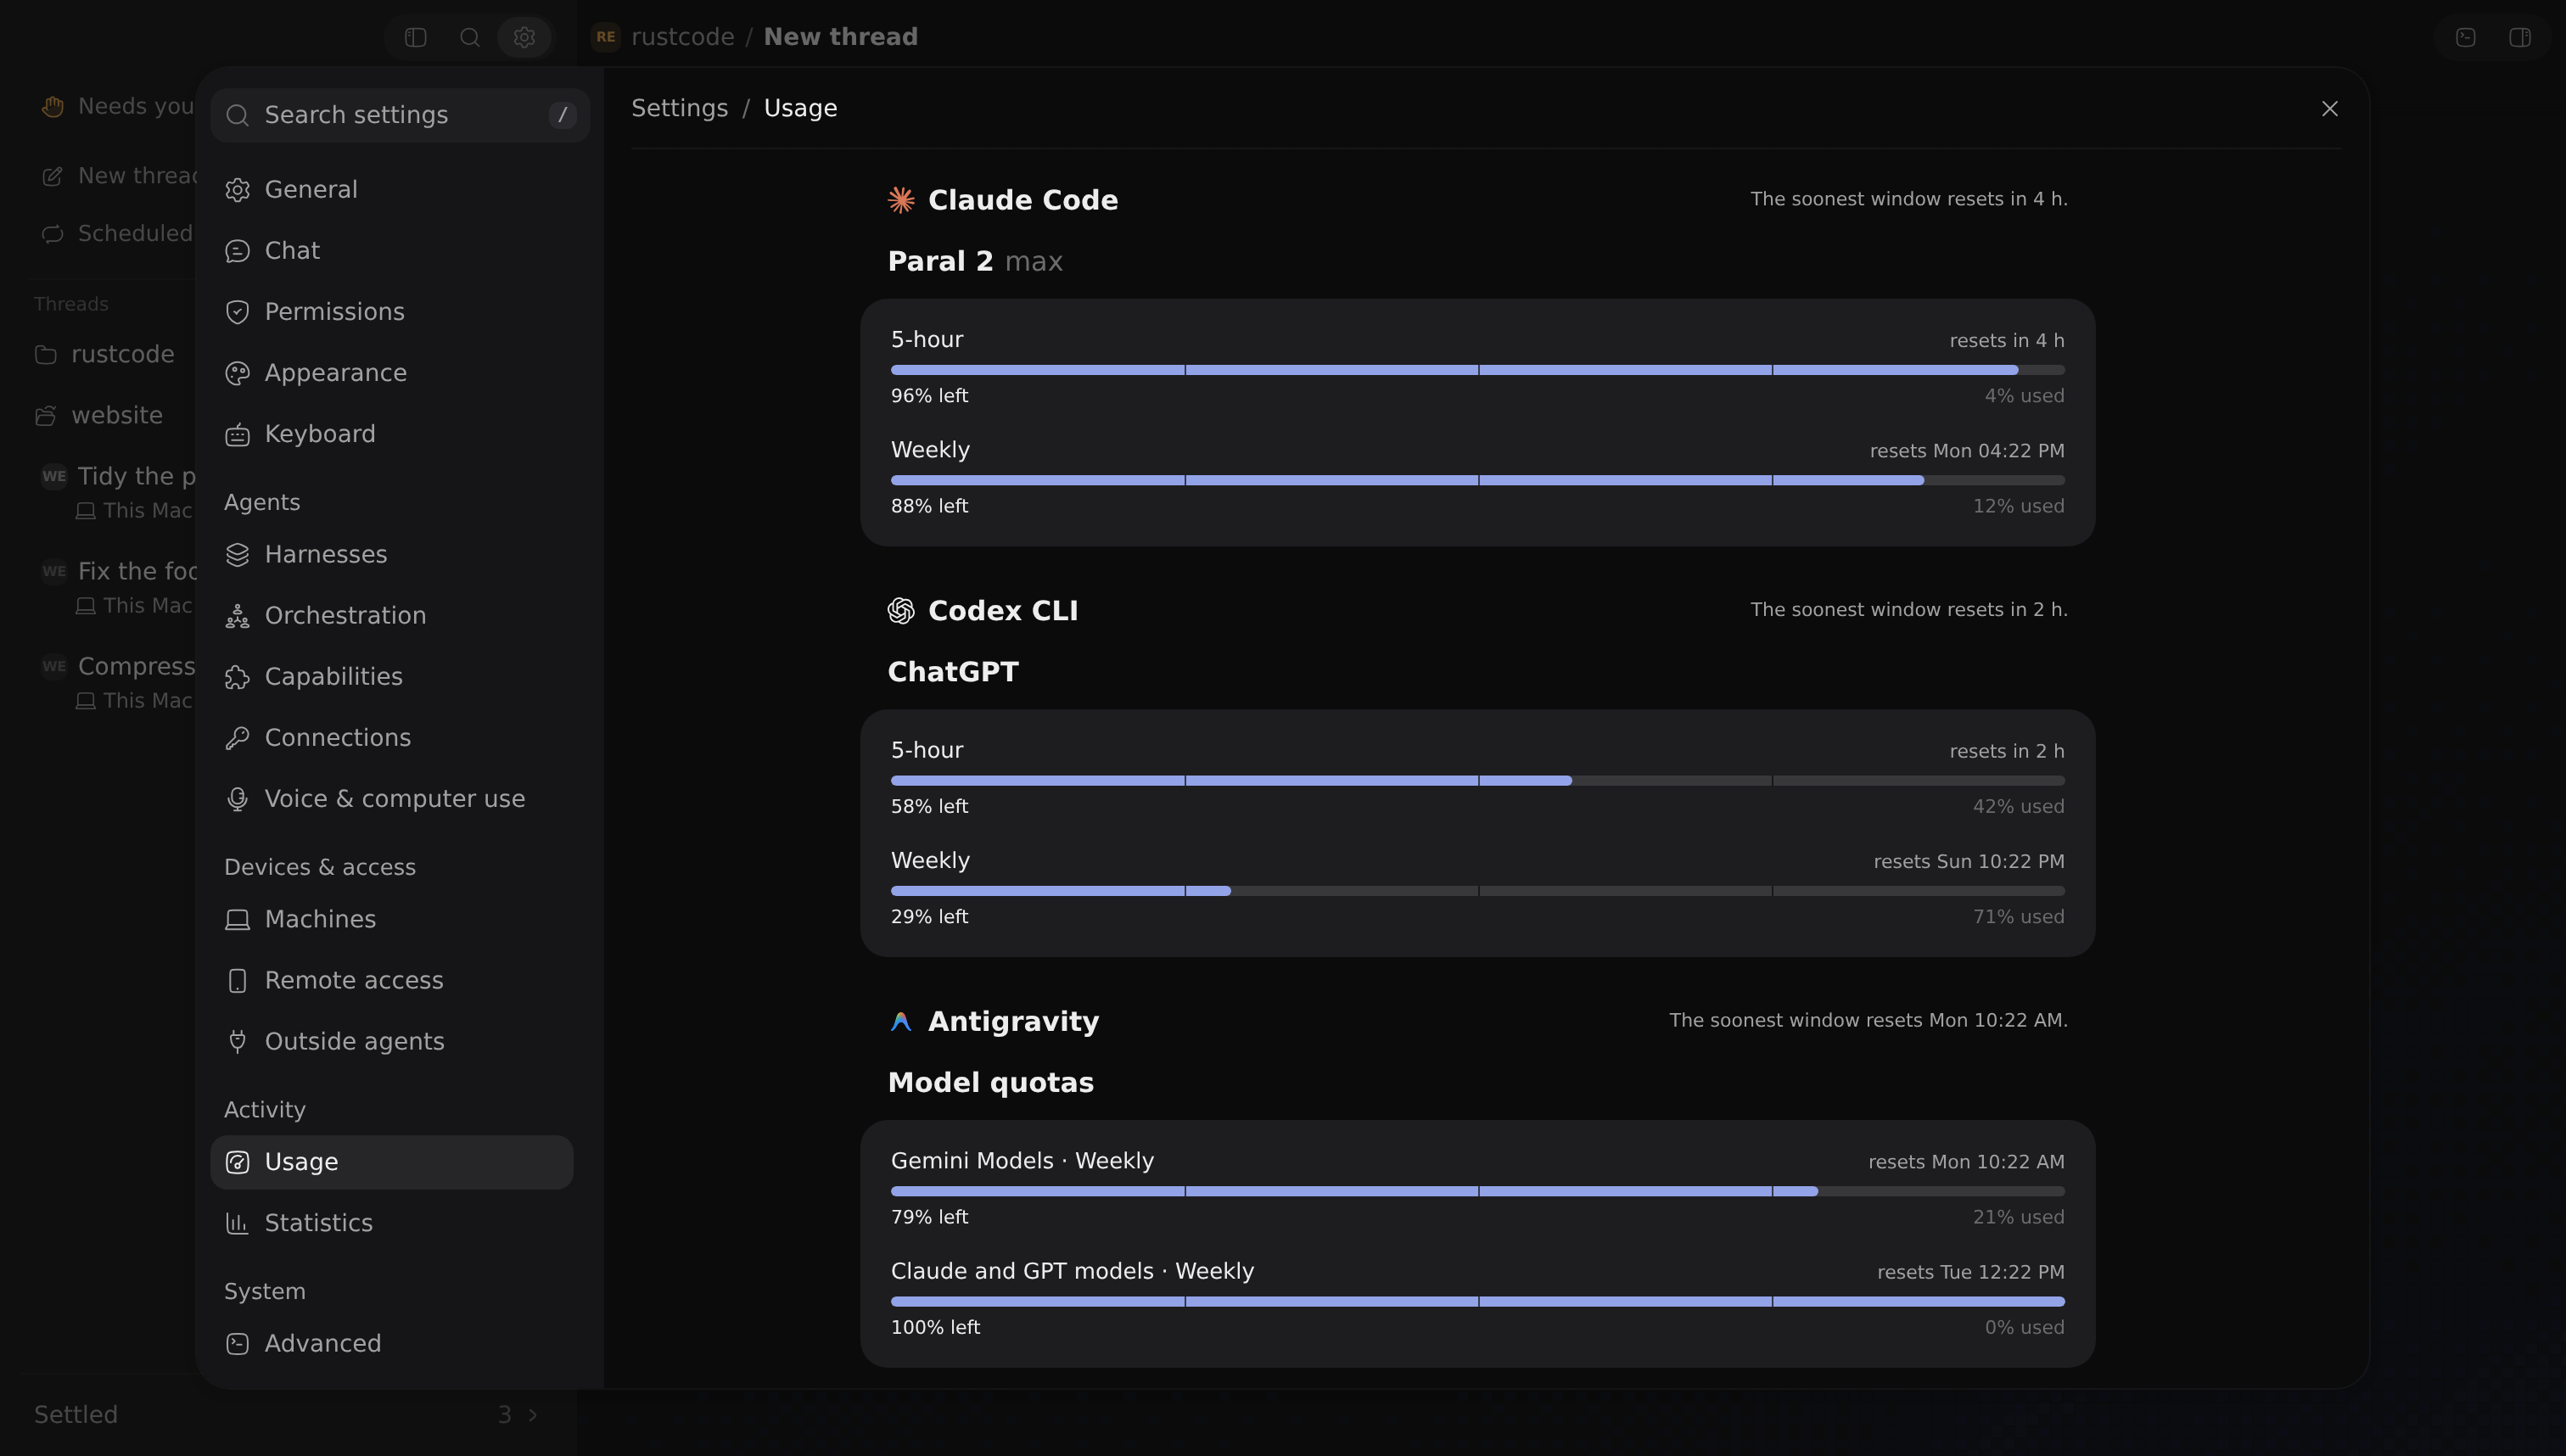 RE rustcode / New thread
Needs you
New threa
Scheduled
Threads
rustcode
website
WE Tidy the p
This Mac
WE Fix the foo
This Mac
WE Compress
This Mac
Settled 3
Search settings /
General
Chat
Permissions
Appearance
Keyboard
Agents
Harnesses
Orchestration
Capabilities
Connections
Voice & computer use
Devices & access
Machines
Remote access
Outside agents
Activity
Usage
Statistics
System
Advanced
Settings / Usage
Claude Code The soonest window resets in 4 h.
Paral 2 max
5-hour resets in 4 h
96% left 4% used
Weekly resets Mon 04:22 PM
88% left 12% used
Codex CLI The soonest window resets in 2 h.
ChatGPT
5-hour resets in 2 h
58% left 42% used
Weekly resets Sun 10:22 PM
29% left 71% used
Antigravity The soonest window resets Mon 10:22 AM.
Model quotas
Gemini Models · Weekly resets Mon 10:22 AM
79% left 21% used
Claude and GPT models · Weekly resets Tue 12:22 PM
100% left 0% used